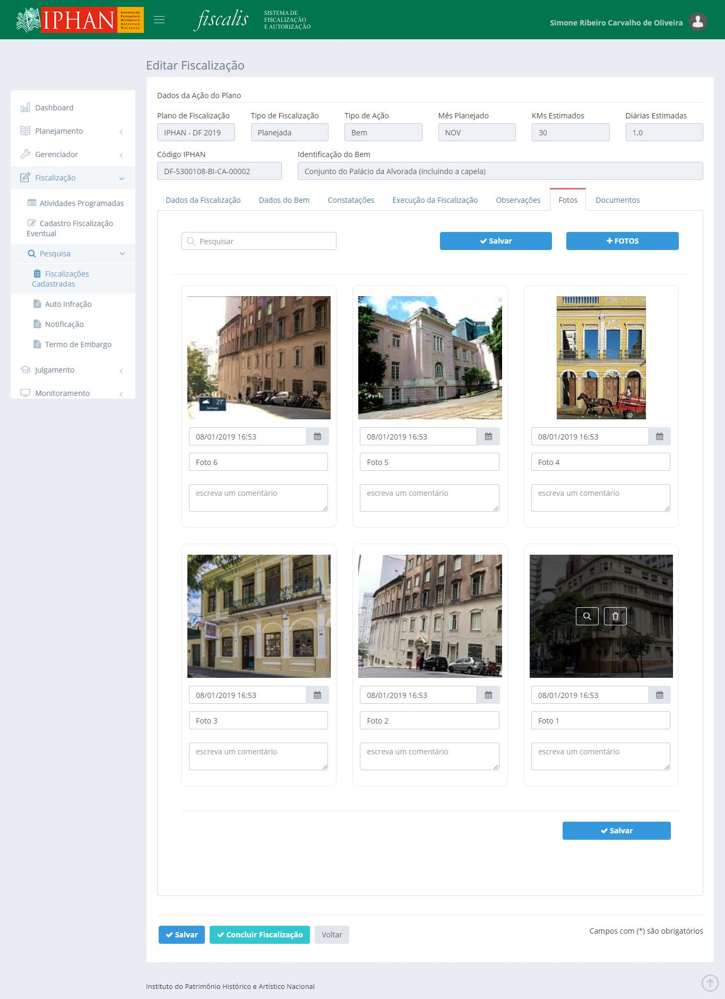 IPHAN
INSTITUTO DO
PATRIMÔNIO
HISTÓRICO E
ARTÍSTICO
NACIONAL
fiscalis
SISTEMA DE
FISCALIZAÇÃO
E AUTORIZAÇÃO
Simone Ribeiro Carvalho de Oliveira
Editar Fiscalização
Dashboard
Planejamento
Gerenciador
Fiscalização
Atividades Programadas
Cadastro Fiscalização
Eventual
Pesquisa
Fiscalizações
Cadastradas
Auto Infração
Notificação
Termo de Embargo
Julgamento
Monitoramento
Dados da Ação do Plano
Plano de Fiscalização Tipo de Fiscalização Tipo de Ação Mês Planejado KMs Estimados Diárias Estimadas
IPHAN - DF 2019 Planejada Bem NOV 30 1,0
Código IPHAN Identificação do Bem
DF-5300108-BI-CA-00002 Conjunto do Palácio da Alvorada (incluindo a capela)
Dados da Fiscalização Dados do Bem Constatações Execução da Fiscalização Observações Fotos Documentos
Pesquisar Salvar FOTOS
21°
08/01/2019 16:53 08/01/2019 16:53 08/01/2019 16:53
Foto 6 Foto 5 Foto 4
escreva um comentário escreva um comentário escreva um comentário
08/01/2019 16:53 08/01/2019 16:53 08/01/2019 16:53
Foto 3 Foto 2 Foto 1
escreva um comentário escreva um comentário escreva um comentário
Salvar
Salvar Concluir Fiscalização Voltar Campos com (*) são obrigatórios
Instituto do Patrimônio Histórico e Artístico Nacional